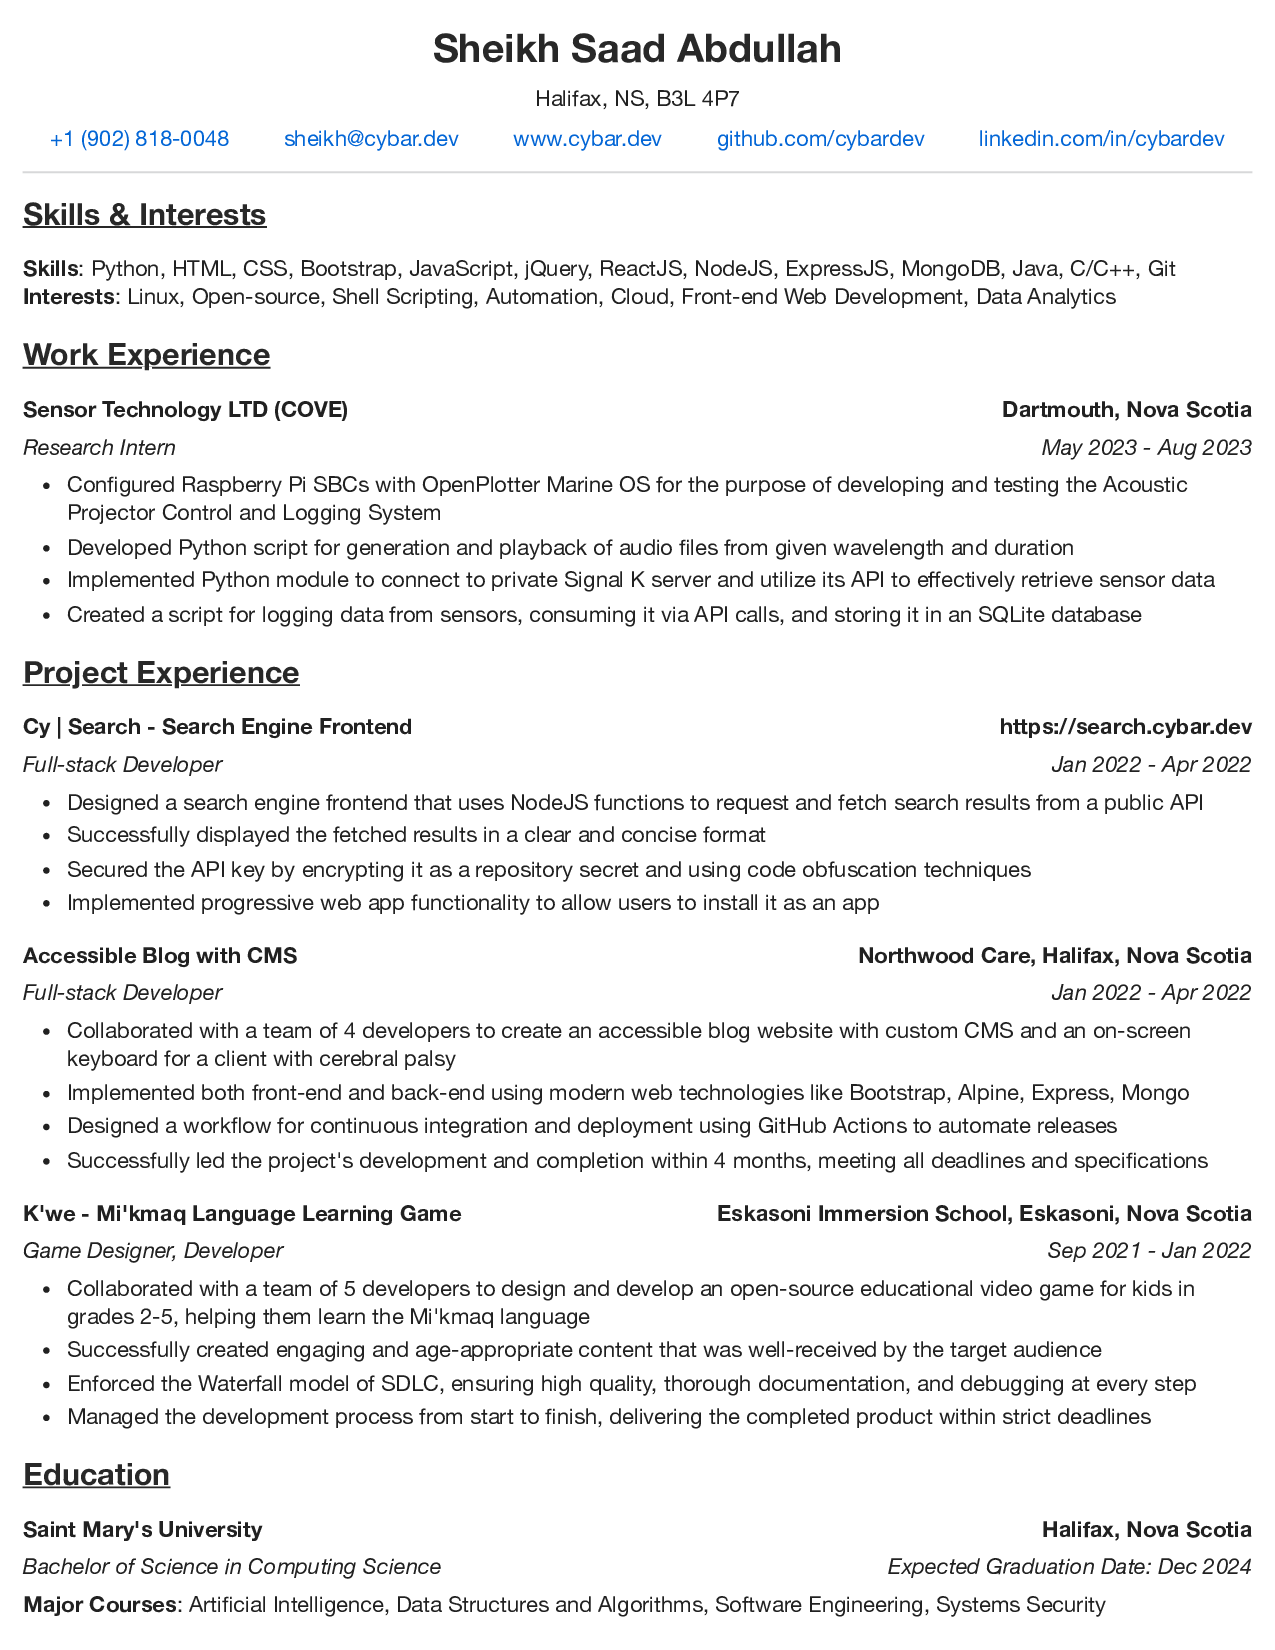 Sheikh Saad Abdullah
Halifax, NS, B3L 4P7
+1 (902) 818-0048 sheikh@cybar.dev www.cybar.dev github.com/cybardev linkedin.com/in/cybardev
Skills & Interests
Skills: Python, HTML, CSS, Bootstrap, JavaScript, jQuery, ReactJS, NodeJS, ExpressJS, MongoDB, Java, C/C++, Git
Interests: Linux, Open-source, Shell Scripting, Automation, Cloud, Front-end Web Development, Data Analytics
Work Experience
Sensor Technology LTD (COVE) Dartmouth, Nova Scotia
Research Intern May 2023 - Aug 2023
• Configured Raspberry Pi SBCs with OpenPlotter Marine OS for the purpose of developing and testing the Acoustic
Projector Control and Logging System
• Developed Python script for generation and playback of audio files from given wavelength and duration
• Implemented Python module to connect to private Signal K server and utilize its API to effectively retrieve sensor data
• Created a script for logging data from sensors, consuming it via API calls, and storing it in an SQLite database
Project Experience
Cy | Search - Search Engine Frontend https://search.cybar.dev
Full-stack Developer Jan 2022 - Apr 2022
• Designed a search engine frontend that uses NodeJS functions to request and fetch search results from a public API
• Successfully displayed the fetched results in a clear and concise format
• Secured the API key by encrypting it as a repository secret and using code obfuscation techniques
• Implemented progressive web app functionality to allow users to install it as an app
Accessible Blog with CMS Northwood Care, Halifax, Nova Scotia
Full-stack Developer Jan 2022 - Apr 2022
• Collaborated with a team of 4 developers to create an accessible blog website with custom CMS and an on-screen
keyboard for a client with cerebral palsy
• Implemented both front-end and back-end using modern web technologies like Bootstrap, Alpine, Express, Mongo
• Designed a workflow for continuous integration and deployment using GitHub Actions to automate releases
• Successfully led the project's development and completion within 4 months, meeting all deadlines and specifications
K'we - Mi'kmaq Language Learning Game Eskasoni Immersion School, Eskasoni, Nova Scotia
Game Designer, Developer Sep 2021 - Jan 2022
• Collaborated with a team of 5 developers to design and develop an open-source educational video game for kids in
grades 2-5, helping them learn the Mi'kmaq language
• Successfully created engaging and age-appropriate content that was well-received by the target audience
• Enforced the Waterfall model of SDLC, ensuring high quality, thorough documentation, and debugging at every step
• Managed the development process from start to finish, delivering the completed product within strict deadlines
Education
Saint Mary's University Halifax, Nova Scotia
Bachelor of Science in Computing Science Expected Graduation Date: Dec 2024
Major Courses: Artificial Intelligence, Data Structures and Algorithms, Software Engineering, Systems Security